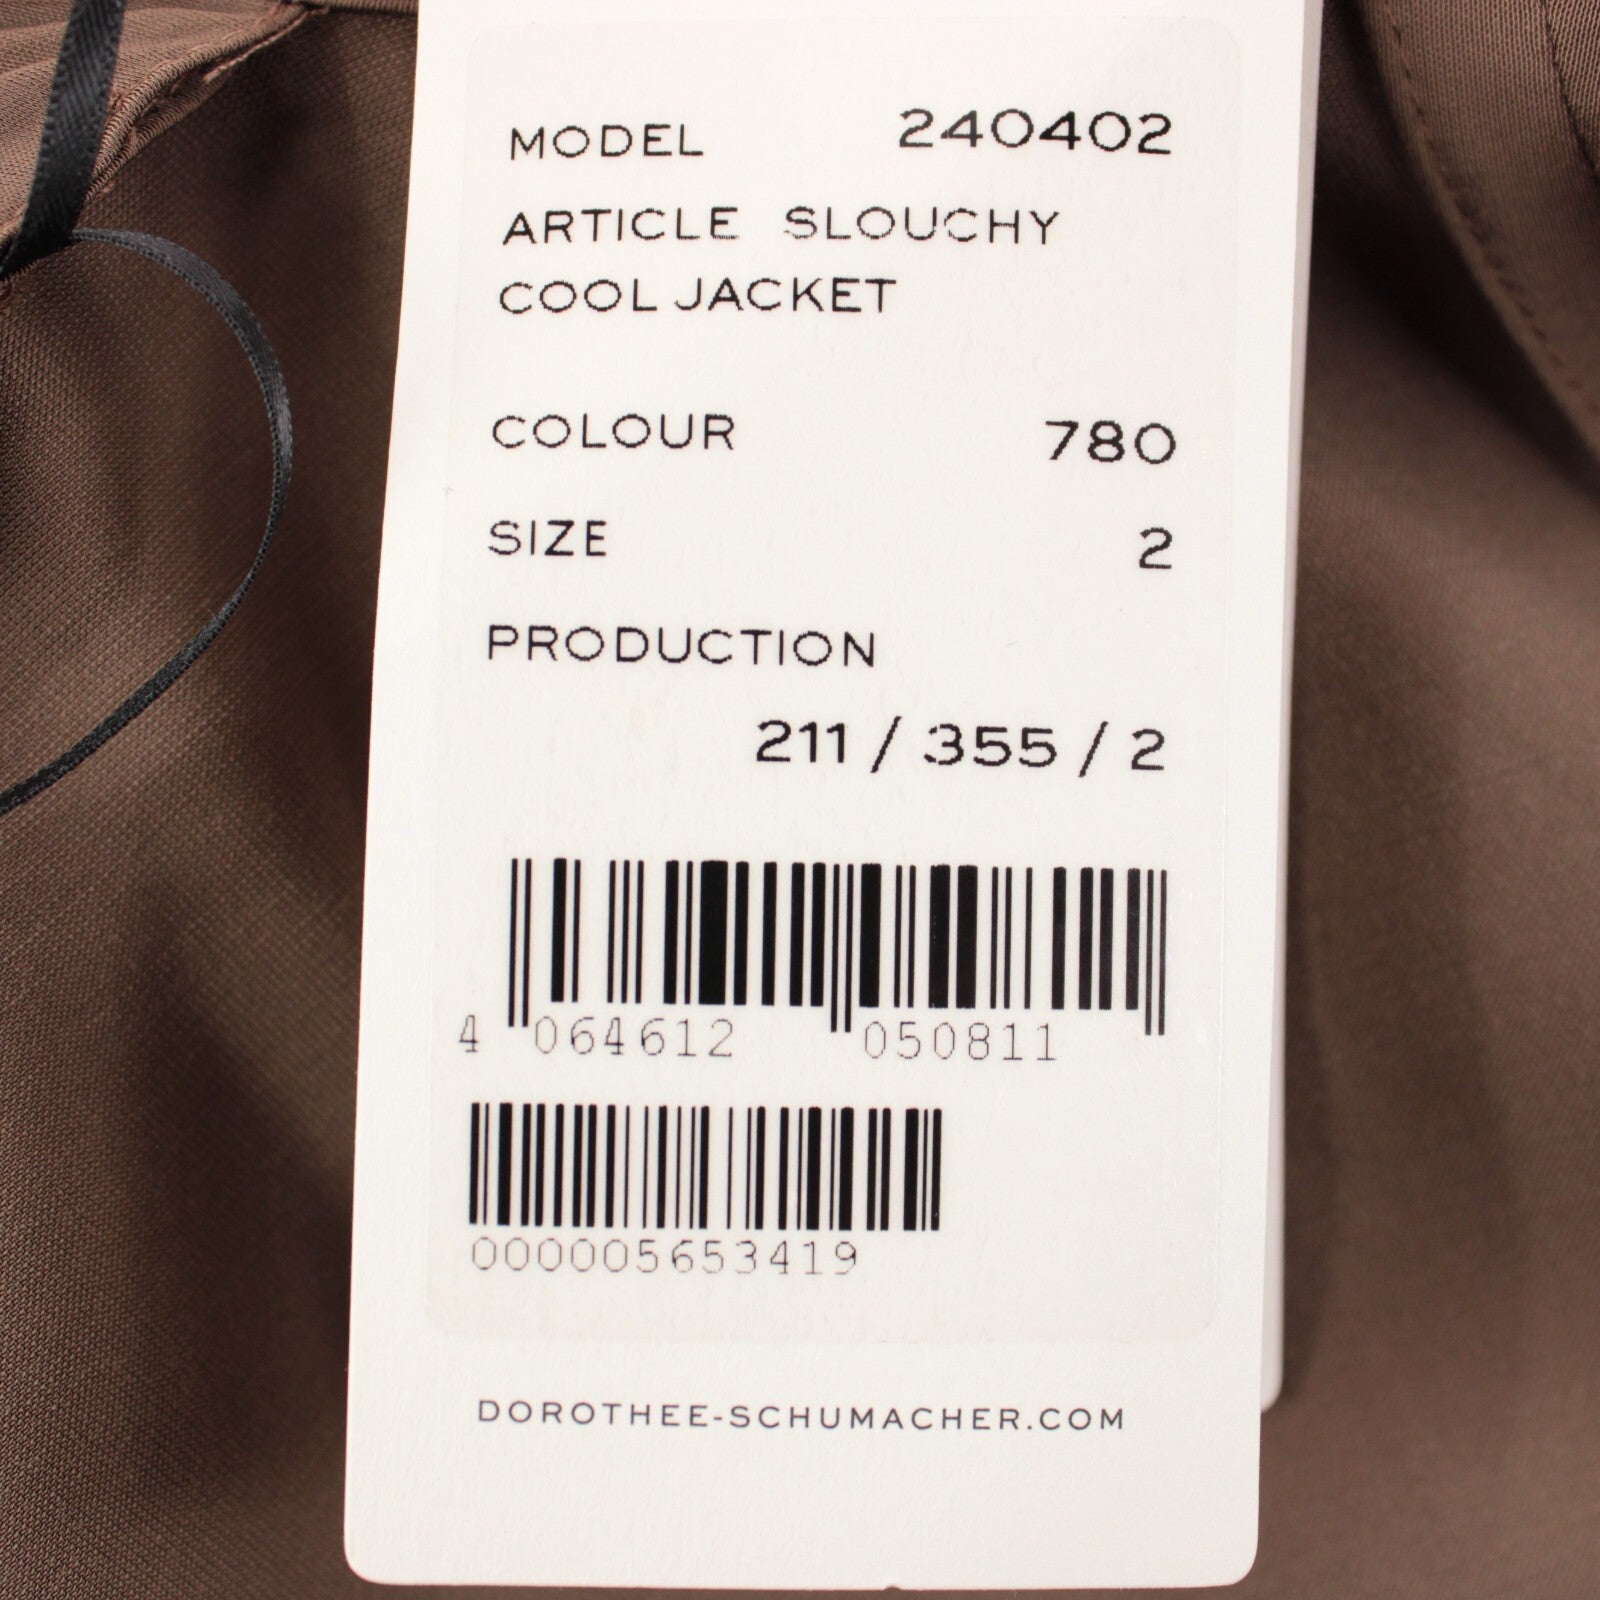 MODEL 240402
ARTICLE SLOUCHY
COOL JACKET
COLOUR 780
SIZE 2
PRODUCTION
211 / 355 / 2
4 064612 050811
000005653419
DOROTHEE-SCHUMACHER.COM